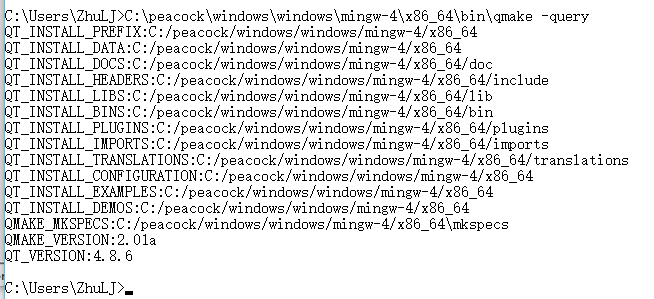 C:\Users\ZhuLJ>C:\peacock\windows\windows\mingw-4\x86_64\bin\qmake -query
QT_INSTALL_PREFIX:C:/peacock/windows/windows/mingw-4/x86_64
QT_INSTALL_DATA:C:/peacock/windows/windows/mingw-4/x86_64
QT_INSTALL_DOCS:C:/peacock/windows/windows/mingw-4/x86_64/doc
QT_INSTALL_HEADERS:C:/peacock/windows/windows/mingw-4/x86_64/include
QT_INSTALL_LIBS:C:/peacock/windows/windows/mingw-4/x86_64/lib
QT_INSTALL_BINS:C:/peacock/windows/windows/mingw-4/x86_64/bin
QT_INSTALL_PLUGINS:C:/peacock/windows/windows/mingw-4/x86_64/plugins
QT_INSTALL_IMPORTS:C:/peacock/windows/windows/mingw-4/x86_64/imports
QT_INSTALL_TRANSLATIONS:C:/peacock/windows/windows/mingw-4/x86_64/translations
QT_INSTALL_CONFIGURATION:C:/peacock/windows/windows/mingw-4/x86_64
QT_INSTALL_EXAMPLES:C:/peacock/windows/windows/mingw-4/x86_64
QT_INSTALL_DEMOS:C:/peacock/windows/windows/mingw-4/x86_64
QMAKE_MKSPECS:C:/peacock/windows/windows/mingw-4/x86_64\mkspecs
QMAKE_VERSION:2.01a
QT_VERSION:4.8.6
C:\Users\ZhuLJ>